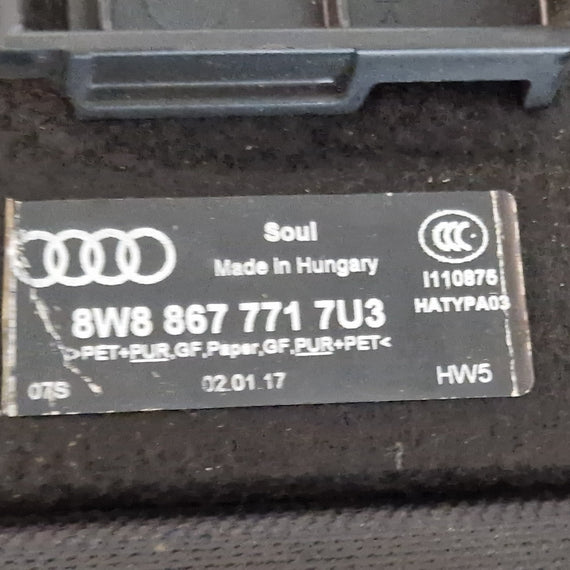 Soul
CCC
Made in Hungary
I110875
HATYPA03
8W8 867 771 7U3
>PET+PUR,GF,Paper,GF,PUR+PET<
07S
02.01.17
HW5